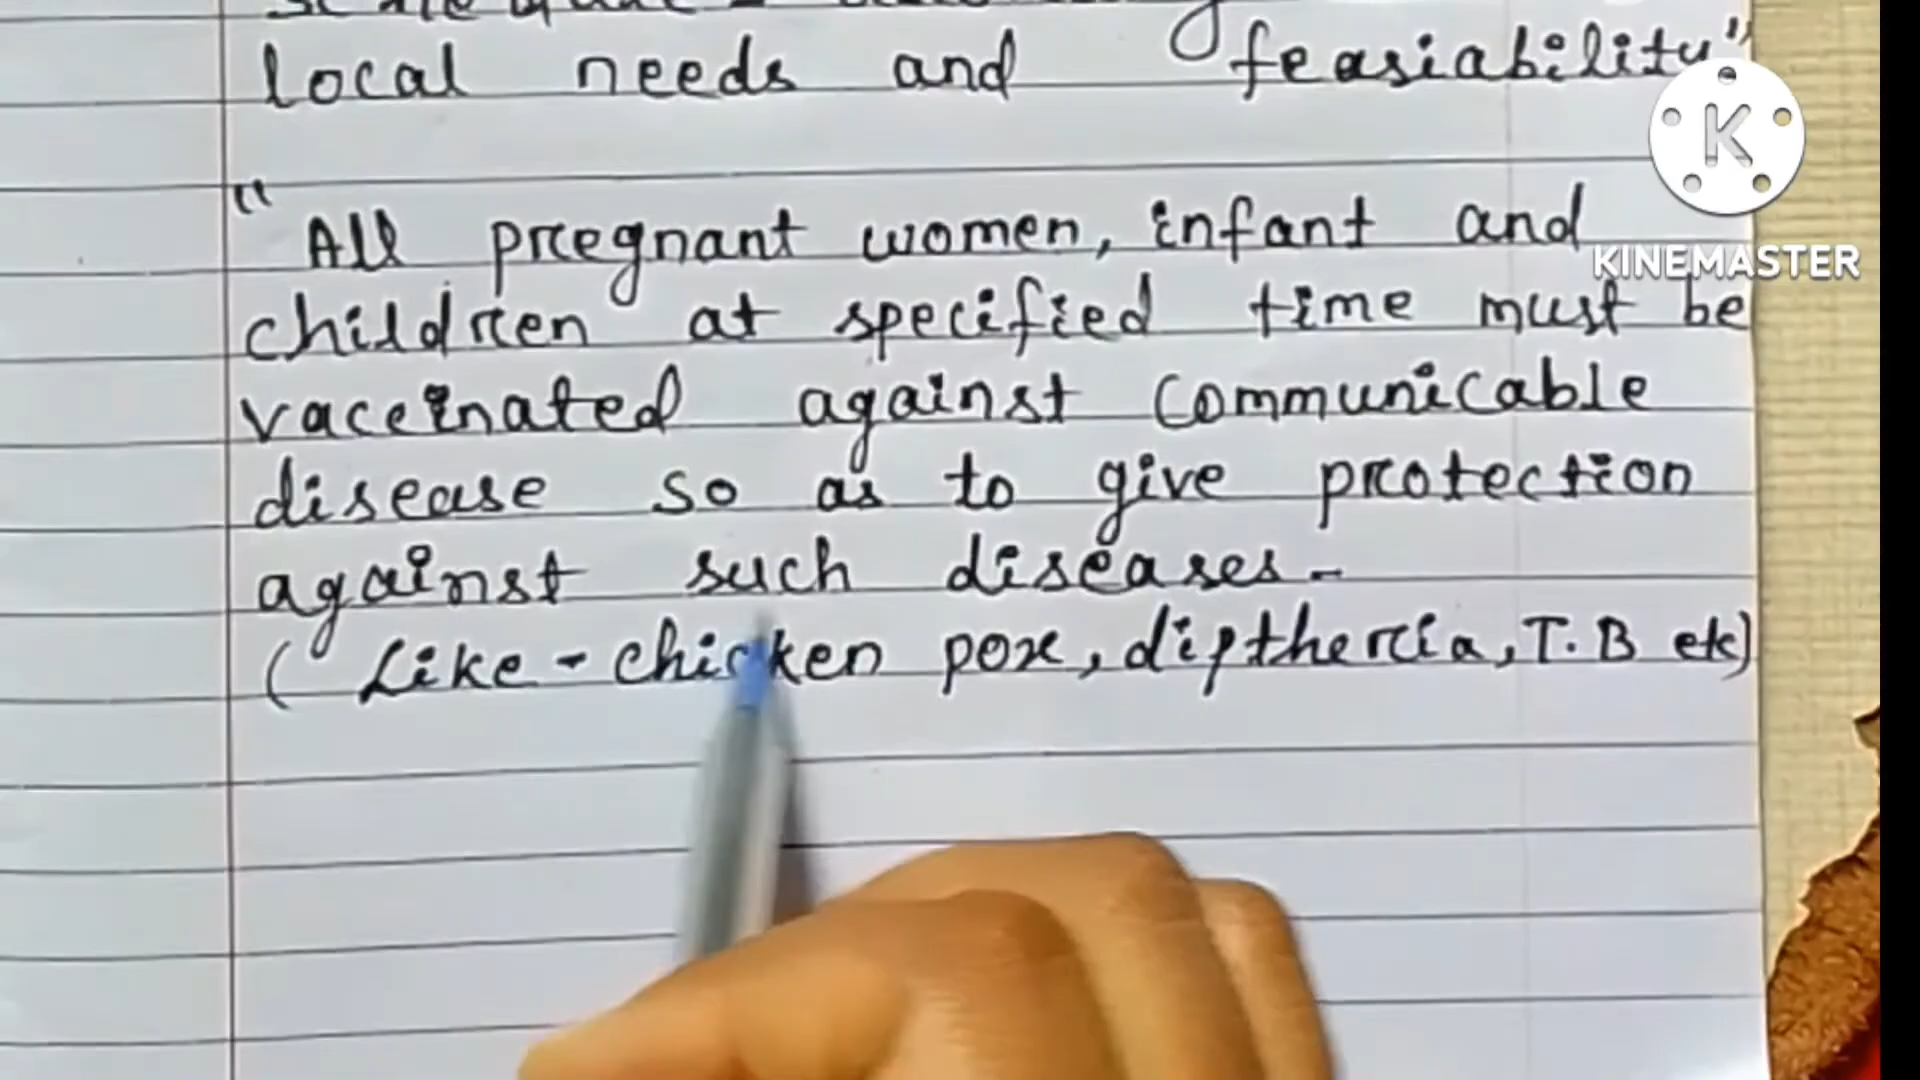 local needs and feasiability"
"All pregnant women, infant and
children at specified time must be
vaccinated against communicable
disease so as to give protection
against such diseases.
(Like - chicken pox, diptheria, T.B etc)
K
KINEMASTER